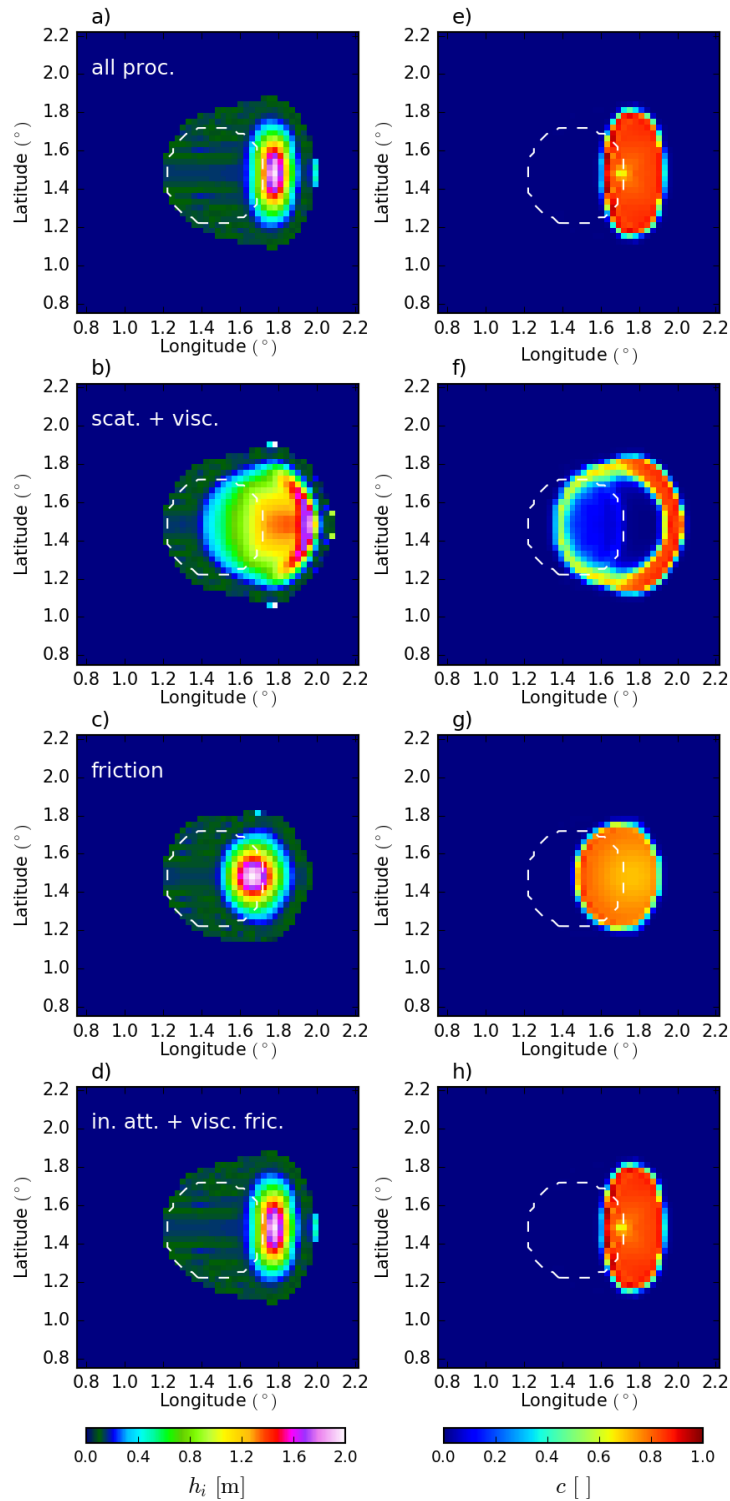 a)
e)
all proc.
2.2
2.0
1.8
1.6
1.4
1.2
1.0
0.8
Latitude (°)
0.8 1.0 1.2 1.4 1.6 1.8 2.0 2.2
Longitude (°)
2.2
2.0
1.8
1.6
1.4
1.2
1.0
0.8
Latitude (°)
0.8 1.0 1.2 1.4 1.6 1.8 2.0 2.2
Longitude (°)
b)
f)
scat. + visc.
2.2
2.0
1.8
1.6
1.4
1.2
1.0
0.8
Latitude (°)
0.8 1.0 1.2 1.4 1.6 1.8 2.0 2.2
Longitude (°)
2.2
2.0
1.8
1.6
1.4
1.2
1.0
0.8
Latitude (°)
0.8 1.0 1.2 1.4 1.6 1.8 2.0 2.2
Longitude (°)
c)
g)
friction
2.2
2.0
1.8
1.6
1.4
1.2
1.0
0.8
Latitude (°)
0.8 1.0 1.2 1.4 1.6 1.8 2.0 2.2
Longitude (°)
2.2
2.0
1.8
1.6
1.4
1.2
1.0
0.8
Latitude (°)
0.8 1.0 1.2 1.4 1.6 1.8 2.0 2.2
Longitude (°)
d)
h)
in. att. + visc. fric.
2.2
2.0
1.8
1.6
1.4
1.2
1.0
0.8
Latitude (°)
0.8 1.0 1.2 1.4 1.6 1.8 2.0 2.2
Longitude (°)
2.2
2.0
1.8
1.6
1.4
1.2
1.0
0.8
Latitude (°)
0.8 1.0 1.2 1.4 1.6 1.8 2.0 2.2
Longitude (°)
0.0 0.4 0.8 1.2 1.6 2.0
h_i [m]
0.0 0.2 0.4 0.6 0.8 1.0
c [ ]